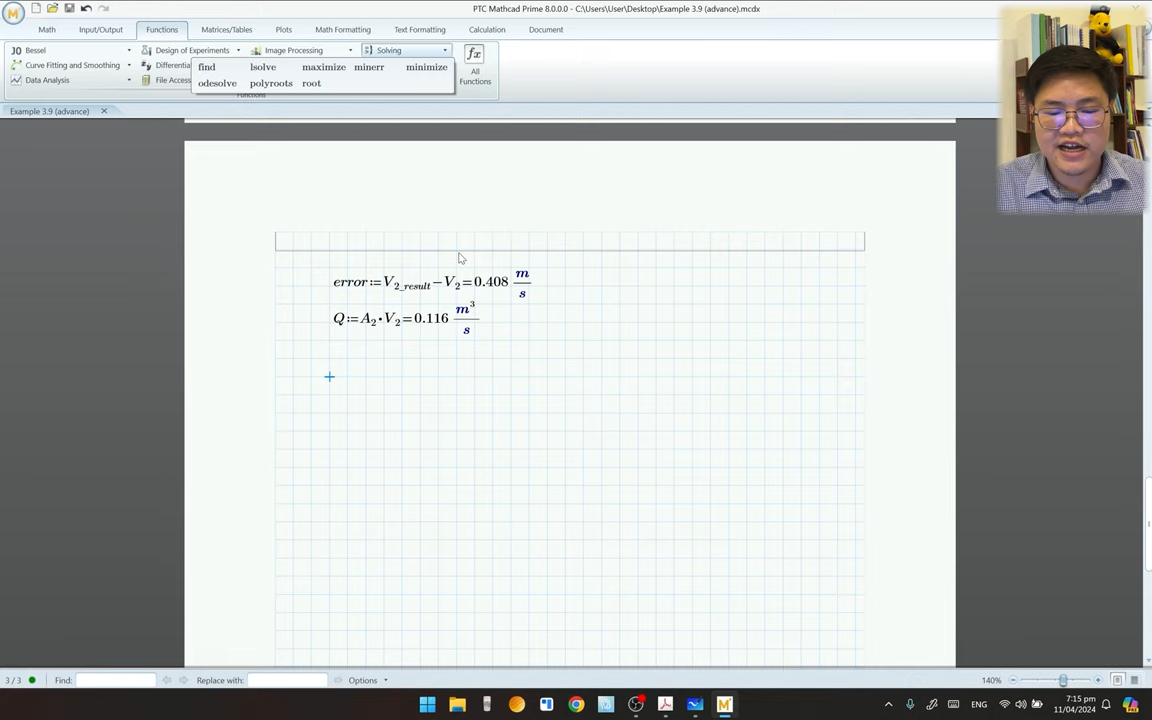 PTC Mathcad Prime 8.0.0.0 - C:\Users\User\Desktop\Example 3.9 (advance).mcdx
Math Input/Output Functions Matrices/Tables Plots Math Formatting Text Formatting Calculation Document
Bessel Design of Experiments Image Processing Solving
Curve Fitting and Smoothing Differentia
Data Analysis File Access
find lsolve maximize minerr minimize
odesolve polyroots root
fx
All
Functions
Functions
Example 3.9 (advance) ×
error:=V₂_result−V₂=0.408 m/s
Q:=A₂•V₂=0.116 m³/s
3 / 3 Find: Replace with: Options 140%
ENG 7:15 pm
11/04/2024